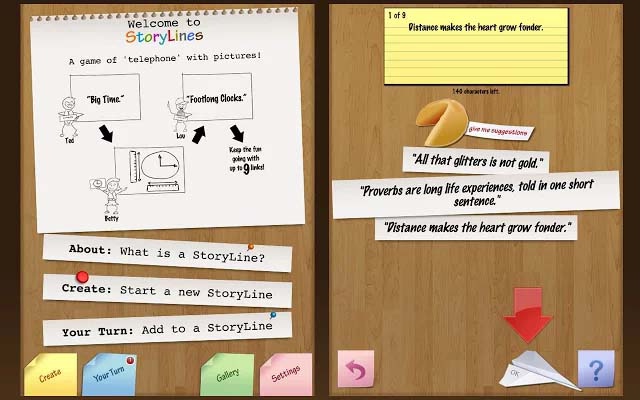 Welcome to
StoryLines
A game of 'telephone' with pictures!
"Big Time."
"Footlong Clocks."
Ted
Lou
Keep the fun
going with
up to 9 links!
Betty
About: What is a StoryLine?
Create: Start a new StoryLine
Your Turn: Add to a StoryLine
Create
Your Turn
1
Gallery
Settings
1 of 9
Distance makes the heart grow fonder.
140 characters left.
give me suggestions
"All that glitters is not gold."
"Proverbs are long life experiences, told in one short
sentence."
"Distance makes the heart grow fonder."
OK
?